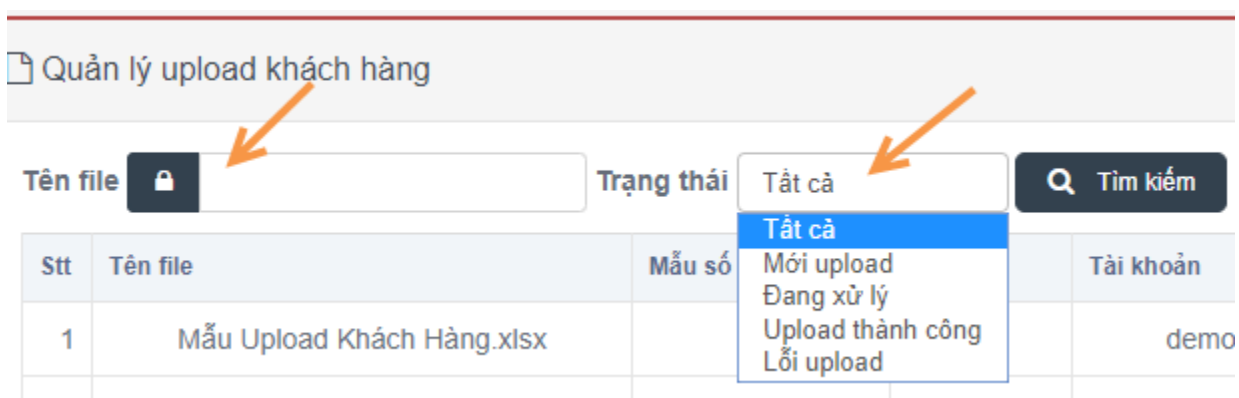 Quản lý upload khách hàng
Tên file Trạng thái Tất cả Tìm kiếm
Tất cả
Mới upload
Đang xử lý
Upload thành công
Lỗi upload
Stt Tên file Mẫu số Tài khoản
1 Mẫu Upload Khách Hàng.xlsx demo